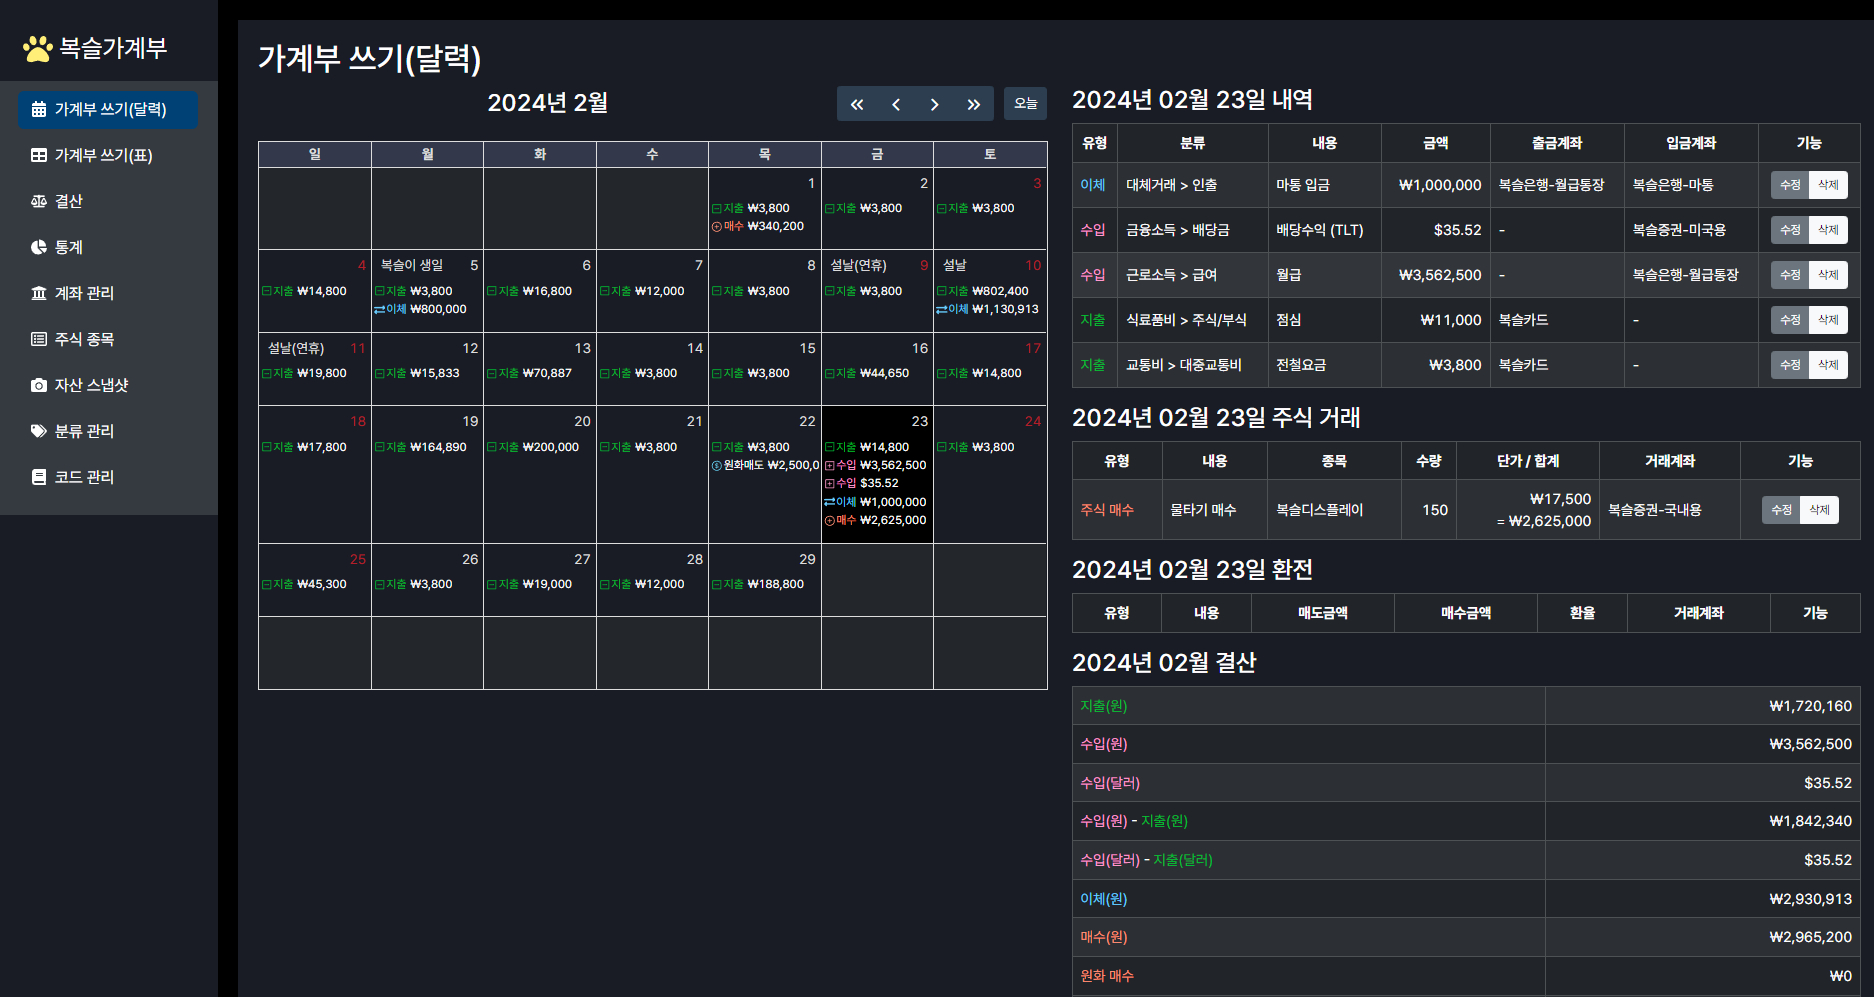 복슬가계부
가계부 쓰기(달력)
가계부 쓰기(표)
결산
통계
계좌 관리
주식 종목
자산 스냅샷
분류 관리
코드 관리
가계부 쓰기(달력)
2024년 2월
오늘
일 월 화 수 목 금 토
1 2 3
지출 ₩3,800 지출 ₩3,800 지출 ₩3,800
매수 ₩340,200
4 복슬이 생일 5 6 7 8 설날(연휴) 9 설날 10
지출 ₩14,800 지출 ₩3,800 지출 ₩16,800 지출 ₩12,000 지출 ₩3,800 지출 ₩3,800 지출 ₩802,400
이체 ₩800,000 이체 ₩1,130,913
설날(연휴) 11 12 13 14 15 16 17
지출 ₩19,800 지출 ₩15,833 지출 ₩70,887 지출 ₩3,800 지출 ₩3,800 지출 ₩44,650 지출 ₩14,800
18 19 20 21 22 23 24
지출 ₩17,800 지출 ₩164,890 지출 ₩200,000 지출 ₩3,800 지출 ₩3,800 지출 ₩14,800 지출 ₩3,800
원화매도 ₩2,500,0 수입 ₩3,562,500
수입 $35.52
이체 ₩1,000,000
매수 ₩2,625,000
25 26 27 28 29
지출 ₩45,300 지출 ₩3,800 지출 ₩19,000 지출 ₩12,000 지출 ₩188,800
2024년 02월 23일 내역
유형 분류 내용 금액 출금계좌 입금계좌 기능
이체 대체거래 > 인출 마통 입금 ₩1,000,000 복슬은행-월급통장 복슬은행-마통 수정 삭제
수입 금융소득 > 배당금 배당수익 (TLT) $35.52 - 복슬증권-미국용 수정 삭제
수입 근로소득 > 급여 월급 ₩3,562,500 - 복슬은행-월급통장 수정 삭제
지출 식료품비 > 주식/부식 점심 ₩11,000 복슬카드 - 수정 삭제
지출 교통비 > 대중교통비 전철요금 ₩3,800 복슬카드 - 수정 삭제
2024년 02월 23일 주식 거래
유형 내용 종목 수량 단가 / 합계 거래계좌 기능
주식 매수 물타기 매수 복슬디스플레이 150 ₩17,500 복슬증권-국내용 수정 삭제
= ₩2,625,000
2024년 02월 23일 환전
유형 내용 매도금액 매수금액 환율 거래계좌 기능
2024년 02월 결산
지출(원) ₩1,720,160
수입(원) ₩3,562,500
수입(달러) $35.52
수입(원) - 지출(원) ₩1,842,340
수입(달러) - 지출(달러) $35.52
이체(원) ₩2,930,913
매수(원) ₩2,965,200
원화 매수 ₩0